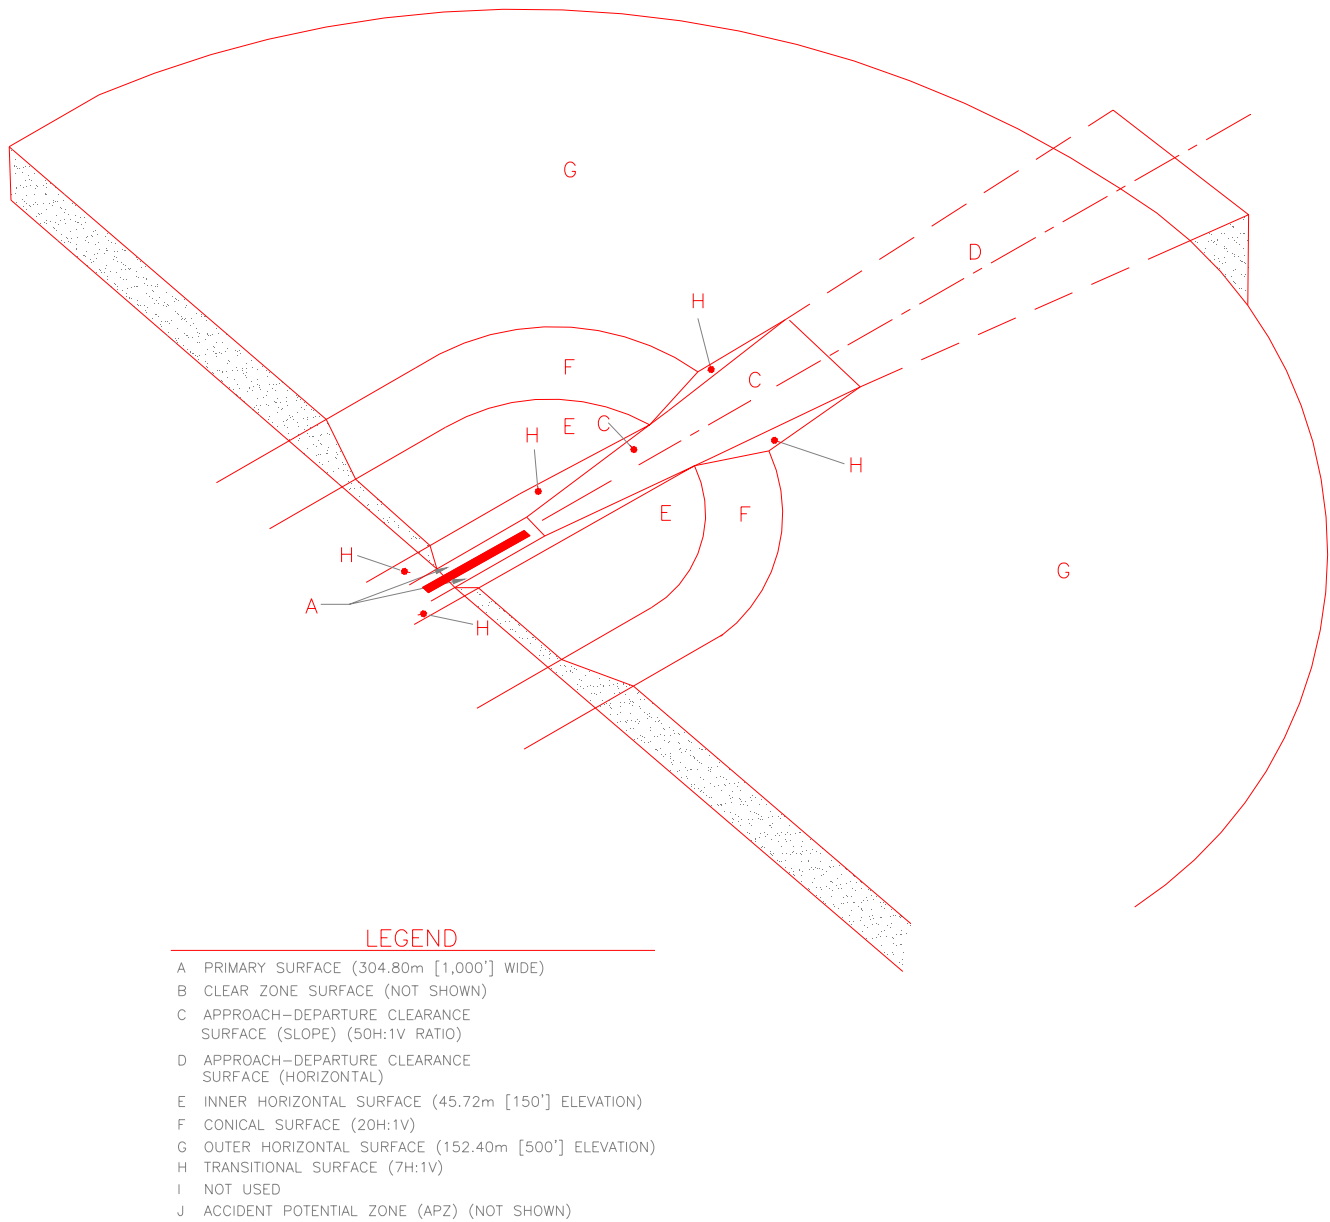 G
D
H
F
C
E
C
H
H
E
F
H
G
A
H
LEGEND
A PRIMARY SURFACE (304.80m [1,000'] WIDE)
B CLEAR ZONE SURFACE (NOT SHOWN)
C APPROACH-DEPARTURE CLEARANCE
SURFACE (SLOPE) (50H:1V RATIO)
D APPROACH-DEPARTURE CLEARANCE
SURFACE (HORIZONTAL)
E INNER HORIZONTAL SURFACE (45.72m [150'] ELEVATION)
F CONICAL SURFACE (20H:1V)
G OUTER HORIZONTAL SURFACE (152.40m [500'] ELEVATION)
H TRANSITIONAL SURFACE (7H:1V)
I NOT USED
J ACCIDENT POTENTIAL ZONE (APZ) (NOT SHOWN)